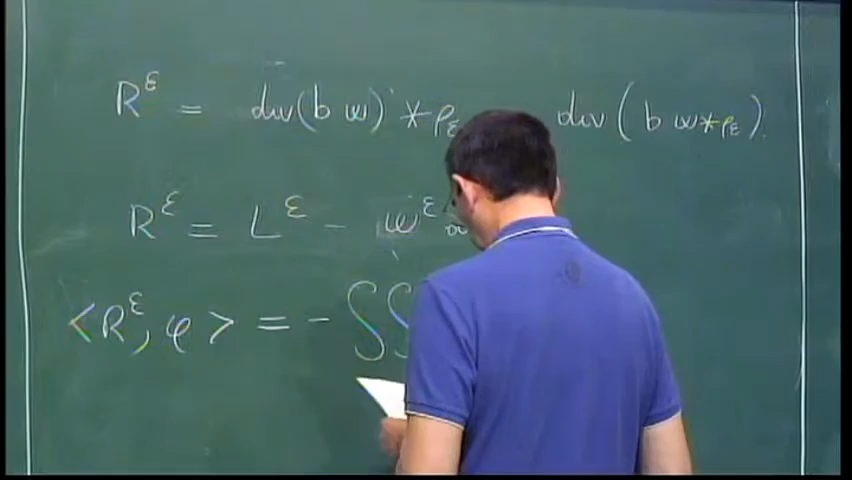 R^ε = div(b w) * ρ_ε div(b w*ρ_ε).
R^ε = L^ε - w^ε
<R^ε, φ> = - ∫∫